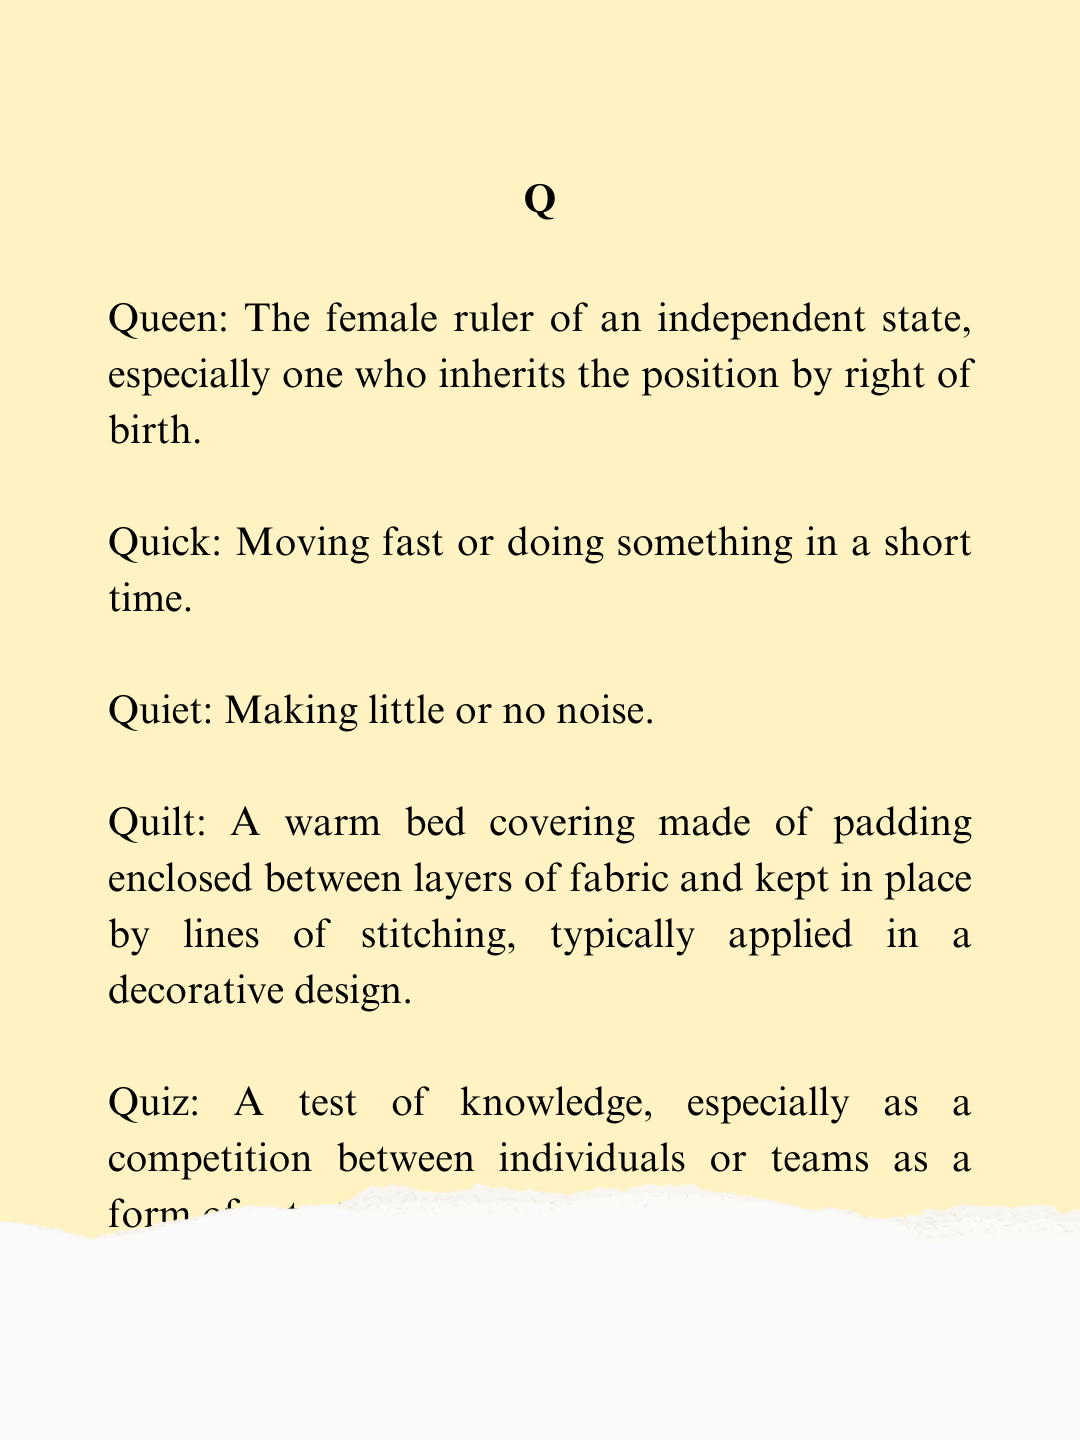 Q
Queen: The female ruler of an independent state,
especially one who inherits the position by right of
birth.
Quick: Moving fast or doing something in a short
time.
Quiet: Making little or no noise.
Quilt: A warm bed covering made of padding
enclosed between layers of fabric and kept in place
by lines of stitching, typically applied in a
decorative design.
Quiz: A test of knowledge, especially as a
competition between individuals or teams as a
form of